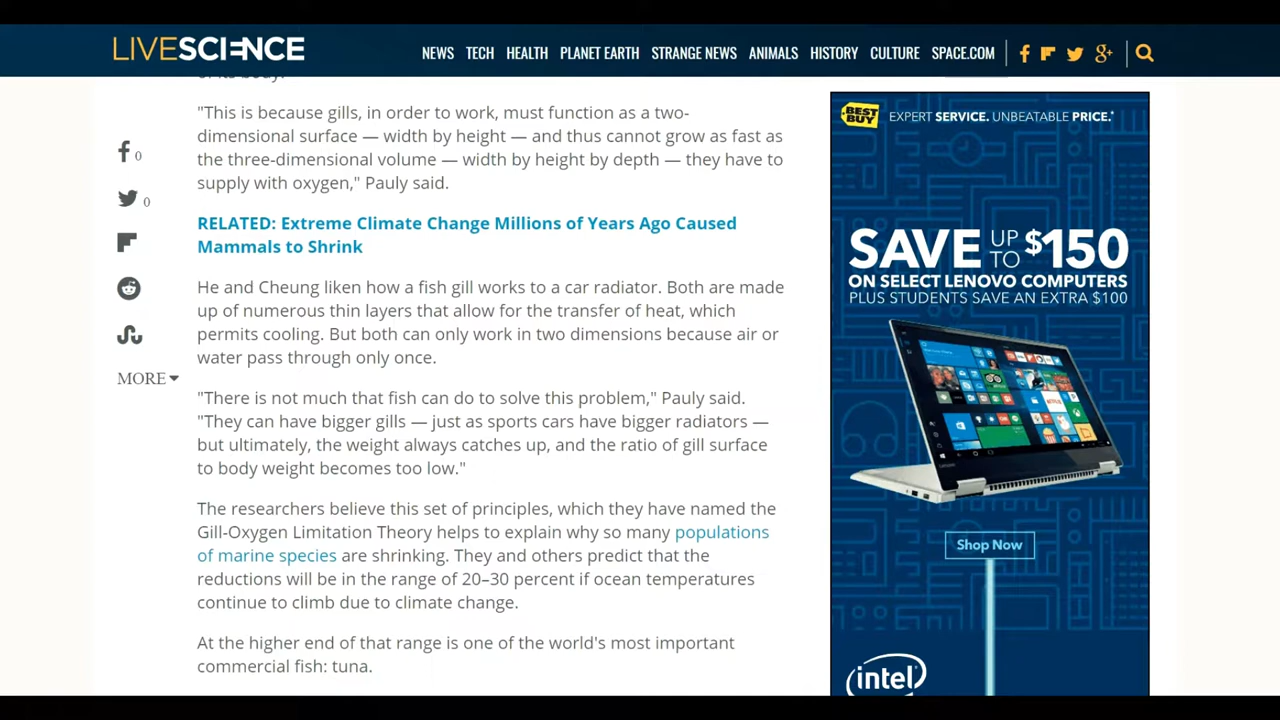 LIVESCIENCE
NEWS TECH HEALTH PLANET EARTH STRANGE NEWS ANIMALS HISTORY CULTURE SPACE.COM
of its body.
"This is because gills, in order to work, must function as a two-
dimensional surface — width by height — and thus cannot grow as fast as
the three-dimensional volume — width by height by depth — they have to
supply with oxygen," Pauly said.
RELATED: Extreme Climate Change Millions of Years Ago Caused
Mammals to Shrink
He and Cheung liken how a fish gill works to a car radiator. Both are made
up of numerous thin layers that allow for the transfer of heat, which
permits cooling. But both can only work in two dimensions because air or
water pass through only once.
"There is not much that fish can do to solve this problem," Pauly said.
"They can have bigger gills — just as sports cars have bigger radiators —
but ultimately, the weight always catches up, and the ratio of gill surface
to body weight becomes too low."
The researchers believe this set of principles, which they have named the
Gill-Oxygen Limitation Theory helps to explain why so many populations
of marine species are shrinking. They and others predict that the
reductions will be in the range of 20–30 percent if ocean temperatures
continue to climb due to climate change.
At the higher end of that range is one of the world's most important
commercial fish: tuna.
0
0
MORE
BEST BUY
EXPERT SERVICE. UNBEATABLE PRICE.*
SAVE UP TO $150
ON SELECT LENOVO COMPUTERS
PLUS STUDENTS SAVE AN EXTRA $100
Shop Now
intel